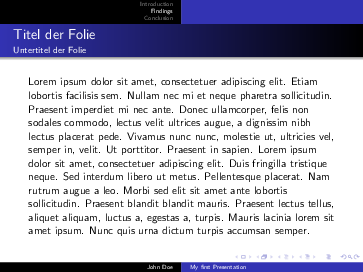 Introduction
Findings
Conclusion
Titel der Folie
Untertitel der Folie
Lorem ipsum dolor sit amet, consectetuer adipiscing elit. Etiam
lobortis facilisis sem. Nullam nec mi et neque pharetra sollicitudin.
Praesent imperdiet mi nec ante. Donec ullamcorper, felis non
sodales commodo, lectus velit ultrices augue, a dignissim nibh
lectus placerat pede. Vivamus nunc nunc, molestie ut, ultricies vel,
semper in, velit. Ut porttitor. Praesent in sapien. Lorem ipsum
dolor sit amet, consectetuer adipiscing elit. Duis fringilla tristique
neque. Sed interdum libero ut metus. Pellentesque placerat. Nam
rutrum augue a leo. Morbi sed elit sit amet ante lobortis
sollicitudin. Praesent blandit blandit mauris. Praesent lectus tellus,
aliquet aliquam, luctus a, egestas a, turpis. Mauris lacinia lorem sit
amet ipsum. Nunc quis urna dictum turpis accumsan semper.
John Doe
My first Presentation